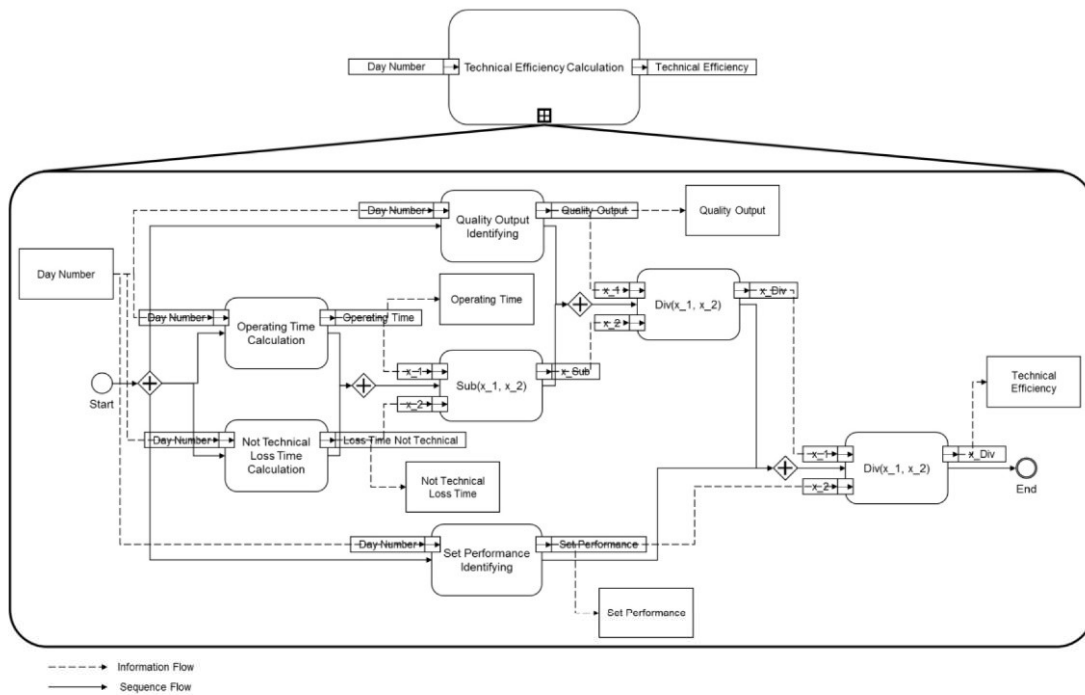 Day Number
Technical Efficiency Calculation
Technical Efficiency
Day Number
Quality Output
Identifying
Quality Output
Quality Output
Day Number
Day Number
Operating Time
Calculation
Operating Time
Operating Time
x_1
x_2
Div(x_1, x_2)
x_Div
Start
x_1
x_2
Sub(x_1, x_2)
x_Sub
Technical
Efficiency
Day Number
Not Technical
Loss Time
Calculation
Loss Time Not Technical
Not Technical
Loss Time
x_1
x_2
Div(x_1, x_2)
x_Div
End
Day Number
Set Performance
Identifying
Set Performance
Set Performance
Information Flow
Sequence Flow